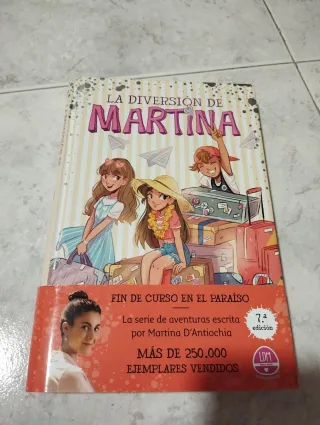 LA DIVERSIÓN DE
MARTINA
FIN DE CURSO EN EL PARAÍSO
La serie de aventuras escrita
por Martina D'Antiochia
MÁS DE 250.000
EJEMPLARES VENDIDOS
7.ª
edición
LDM